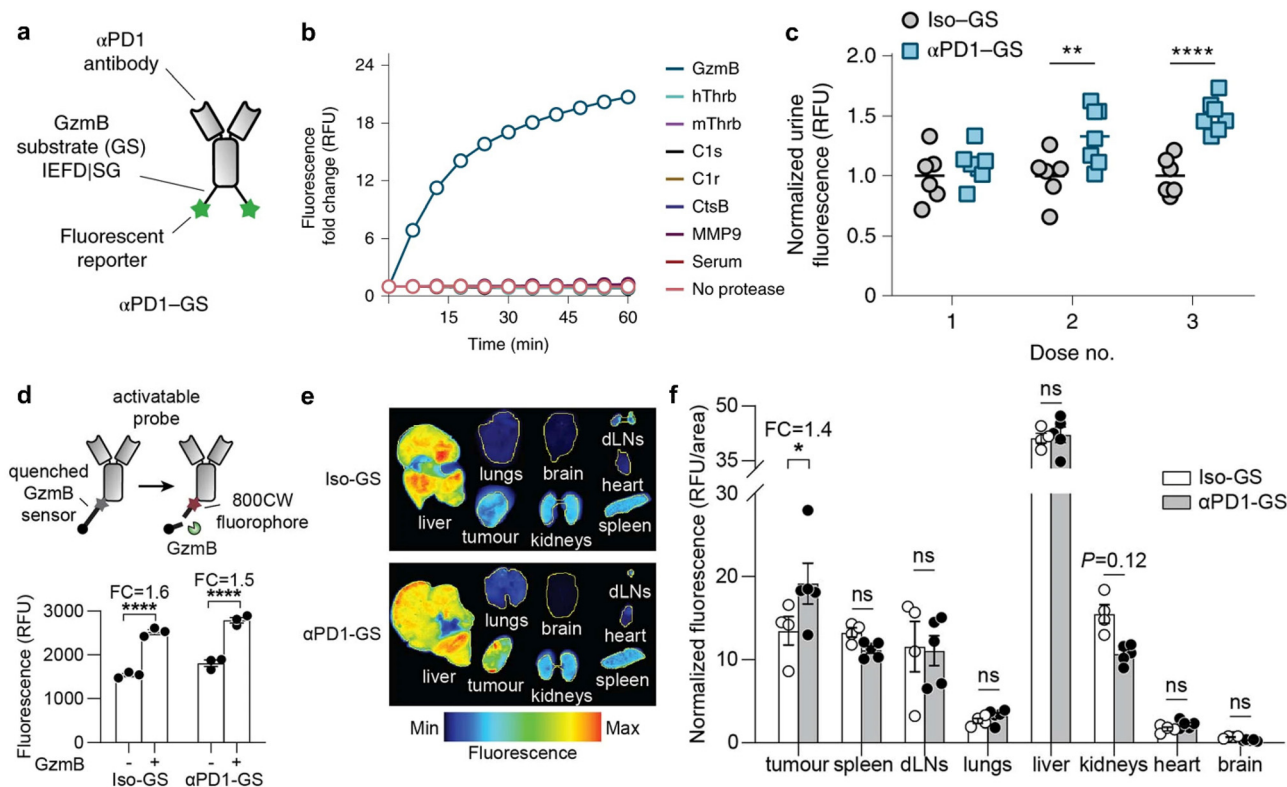 a
αPD1
antibody
GzmB
substrate (GS)
IEFD|SG
Fluorescent
reporter
αPD1–GS
b
Fluorescence
fold change (RFU)
24
18
12
6
0
15
30
45
60
Time (min)
GzmB
hThrb
mThrb
C1s
C1r
CtsB
MMP9
Serum
No protease
c
Iso–GS
αPD1–GS
Normalized urine
fluorescence (RFU)
2.0
1.5
1.0
0.5
0
**
****
1
2
3
Dose no.
d
activatable
probe
quenched
GzmB
sensor
800CW
fluorophore
GzmB
Fluorescence (RFU)
3000
2000
1000
0
FC=1.6
****
FC=1.5
****
GzmB
- + - +
Iso-GS αPD1-GS
e
Iso-GS
liver
lungs
tumour
brain
kidneys
dLNs
heart
spleen
αPD1-GS
liver
lungs
tumour
brain
kidneys
dLNs
heart
spleen
Min
Max
Fluorescence
f
Normalized fluorescence (RFU/area)
50
35
30
20
10
0
FC=1.4
*
ns
ns
ns
ns
P=0.12
ns
ns
Iso-GS
αPD1-GS
tumour spleen dLNs lungs liver kidneys heart brain